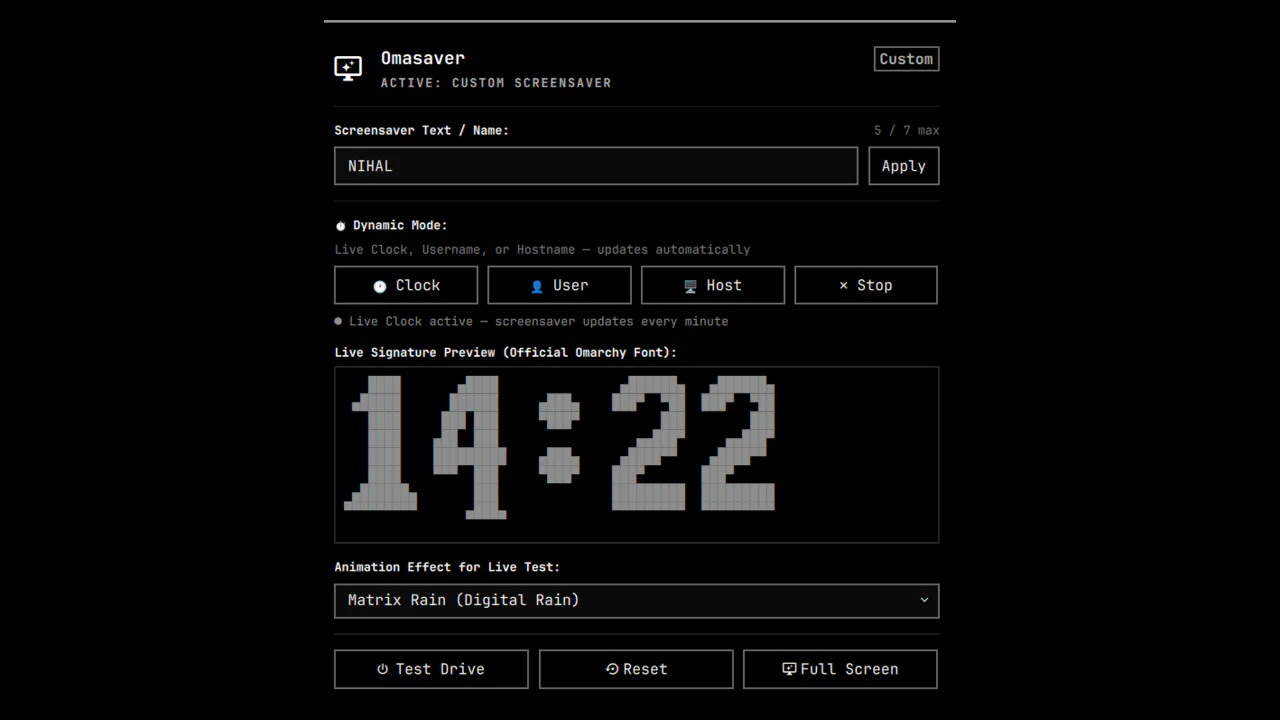 Omasaver
Custom
ACTIVE: CUSTOM SCREENSAVER
Screensaver Text / Name:
5 / 7 max
NIHAL
Apply
Dynamic Mode:
Live Clock, Username, or Hostname — updates automatically
Clock
User
Host
× Stop
● Live Clock active — screensaver updates every minute
Live Signature Preview (Official Omarchy Font):
14:22
Animation Effect for Live Test:
Matrix Rain (Digital Rain)
Test Drive
Reset
Full Screen